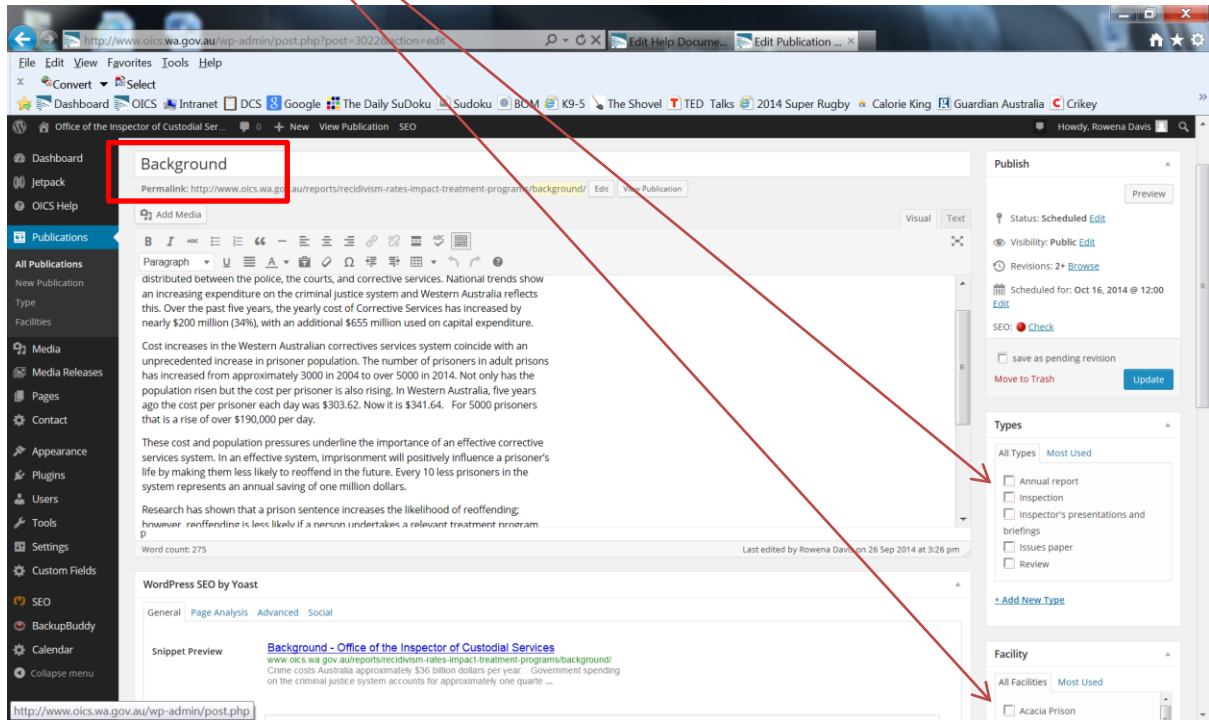 http://www.oics.wa.gov.au/wp-admin/post.php?post=3022&action=edit
Edit Help Docume...
Edit Publication ...
File Edit View Favorites Tools Help
x Convert Select
Dashboard OICS Intranet DCS Google The Daily SuDoku Sudoku BOM K9-5 The Shovel TED Talks 2014 Super Rugby Calorie King Guardian Australia Crikey
Office of the Inspector of Custodial Ser... 0 + New View Publication SEO
Howdy, Rowena Davis
Dashboard
Jetpack
OICS Help
Publications
All Publications
New Publication
Type
Facilities
Media
Media Releases
Pages
Contact
Appearance
Plugins
Users
Tools
Settings
Custom Fields
SEO
BackupBuddy
Calendar
Collapse menu
http://www.oics.wa.gov.au/wp-admin/post.php
Background
Permalink: http://www.oics.wa.gov.au/reports/recidivism-rates-impact-treatment-programs/background/ Edit View Publication
Add Media
Visual Text
B I ABC
Paragraph
distributed between the police, the courts, and corrective services. National trends show
an increasing expenditure on the criminal justice system and Western Australia reflects
this. Over the past five years, the yearly cost of Corrective Services has increased by
nearly $200 million (34%), with an additional $655 million used on capital expenditure.
Cost increases in the Western Australian correctives services system coincide with an
unprecedented increase in prisoner population. The number of prisoners in adult prisons
has increased from approximately 3000 in 2004 to over 5000 in 2014. Not only has the
population risen but the cost per prisoner is also rising. In Western Australia, five years
ago the cost per prisoner each day was $303.62. Now it is $341.64. For 5000 prisoners
that is a rise of over $190,000 per day.
These cost and population pressures underline the importance of an effective corrective
services system. In an effective system, imprisonment will positively influence a prisoner's
life by making them less likely to reoffend in the future. Every 10 less prisoners in the
system represents an annual saving of one million dollars.
Research has shown that a prison sentence increases the likelihood of reoffending;
however, reoffending is less likely if a person undertakes a relevant treatment program
p
Word count: 275
Last edited by Rowena Davis on 26 Sep 2014 at 3:26 pm
WordPress SEO by Yoast
General Page Analysis Advanced Social
Snippet Preview
Background - Office of the Inspector of Custodial Services
www.oics.wa.gov.au/reports/recidivism-rates-impact-treatment-programs/background/
Crime costs Australia approximately $36 billion dollars per year. Government spending
on the criminal justice system accounts for approximately one quarte ...
Publish
Preview
Status: Scheduled Edit
Visibility: Public Edit
Revisions: 2+ Browse
Scheduled for: Oct 16, 2014 @ 12:00
Edit
SEO: Check
save as pending revision
Move to Trash
Update
Types
All Types Most Used
Annual report
Inspection
Inspector's presentations and
briefings
Issues paper
Review
+ Add New Type
Facility
All Facilities Most Used
Acacia Prison